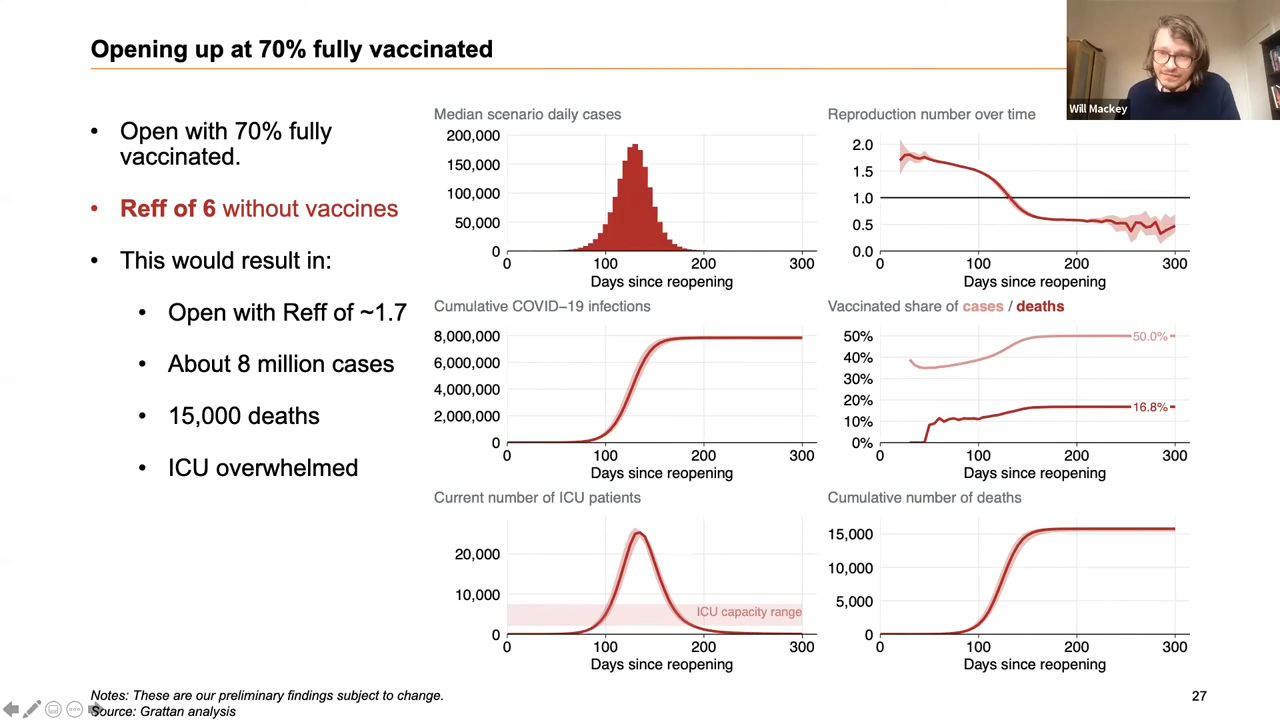 Opening up at 70% fully vaccinated
Will Mackey
• Open with 70% fully
vaccinated.
• Reff of 6 without vaccines
• This would result in:
• Open with Reff of ~1.7
• About 8 million cases
• 15,000 deaths
• ICU overwhelmed
Median scenario daily cases
200,000
150,000
100,000
50,000
0
0 100 200 300
Days since reopening
Reproduction number over time
2.0
1.5
1.0
0.5
0.0
0 100 200 300
Days since reopening
Cumulative COVID–19 infections
8,000,000
6,000,000
4,000,000
2,000,000
0
0 100 200 300
Days since reopening
Vaccinated share of cases / deaths
50%
40%
30%
20%
10%
0%
50.0%
16.8%
0 100 200 300
Days since reopening
Current number of ICU patients
20,000
10,000
0
ICU capacity range
0 100 200 300
Days since reopening
Cumulative number of deaths
15,000
10,000
5,000
0
0 100 200 300
Days since reopening
Notes: These are our preliminary findings subject to change.
Source: Grattan analysis
27